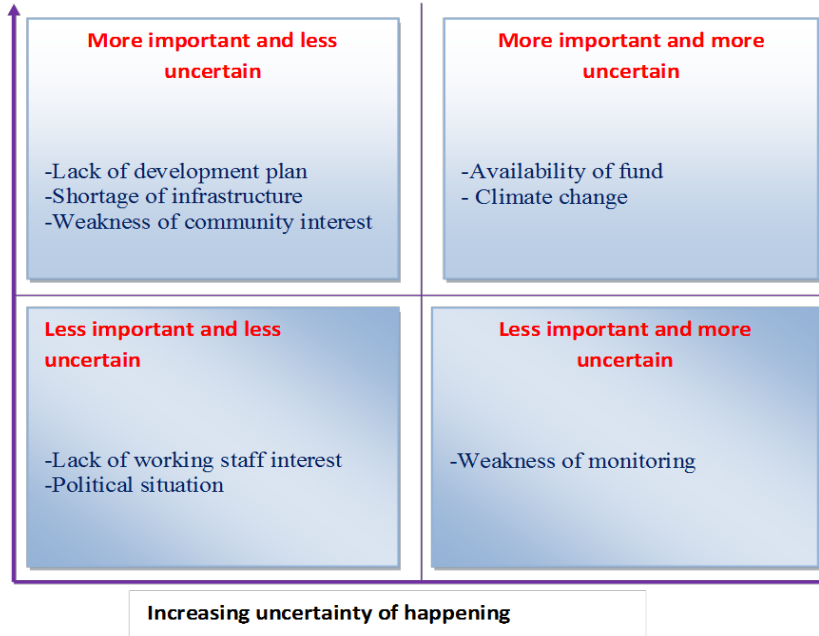 More important and less
uncertain
-Lack of development plan
-Shortage of infrastructure
-Weakness of community interest
More important and more
uncertain
-Availability of fund
- Climate change
Less important and less
uncertain
-Lack of working staff interest
-Political situation
Less important and more
uncertain
-Weakness of monitoring
Increasing uncertainty of happening